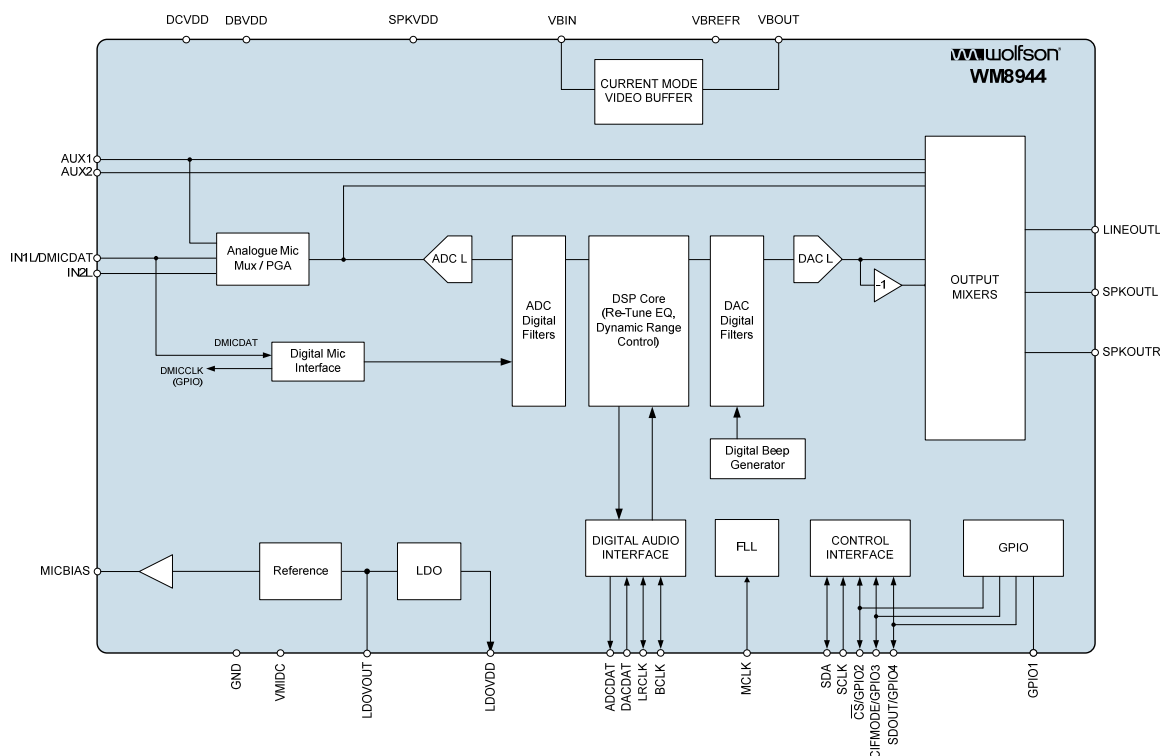 DCVDD
DBVDD
SPKVDD
VBIN
VBREFR
VBOUT
wolfson®
WM8944
CURRENT MODE
VIDEO BUFFER
AUX1
AUX2
IN1L/DMICDAT
IN2L
Analogue Mic
Mux / PGA
ADC L
ADC
Digital
Filters
DSP Core
(Re-Tune EQ,
Dynamic Range
Control)
DAC
Digital
Filters
DAC L
-1
OUTPUT
MIXERS
LINEOUTL
SPKOUTL
SPKOUTR
DMICDAT
DMICCLK
(GPIO)
Digital Mic
Interface
Digital Beep
Generator
MICBIAS
Reference
LDO
DIGITAL AUDIO
INTERFACE
FLL
CONTROL
INTERFACE
GPIO
GND
VMIDC
LDOVOUT
LDOVDD
ADCDAT
DACDAT
LRCLK
BCLK
MCLK
SDA
SCLK
CS/GPIO2
CIFMODE/GPIO3
SDOUT/GPIO4
GPIO1